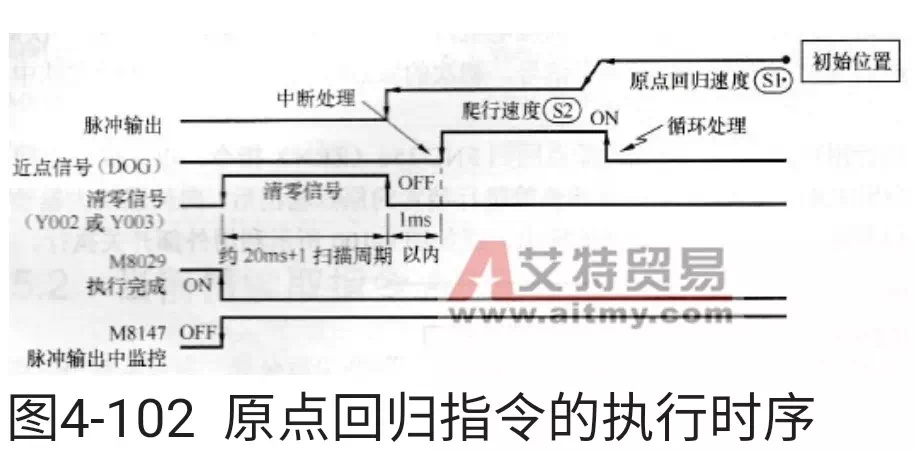 初始位置
原点回归速度 S1·
中断处理
爬行速度 S2 ON
循环处理
脉冲输出
近点信号(DOG)
清零信号 OFF
清零信号
(Y002 或 Y003)
1ms
约 20ms+1 扫描周期 以内
M8029
执行完成 ON
M8147 OFF
脉冲输出中监控
艾特贸易
www.aitmy.com
图4-102 原点回归指令的执行时序